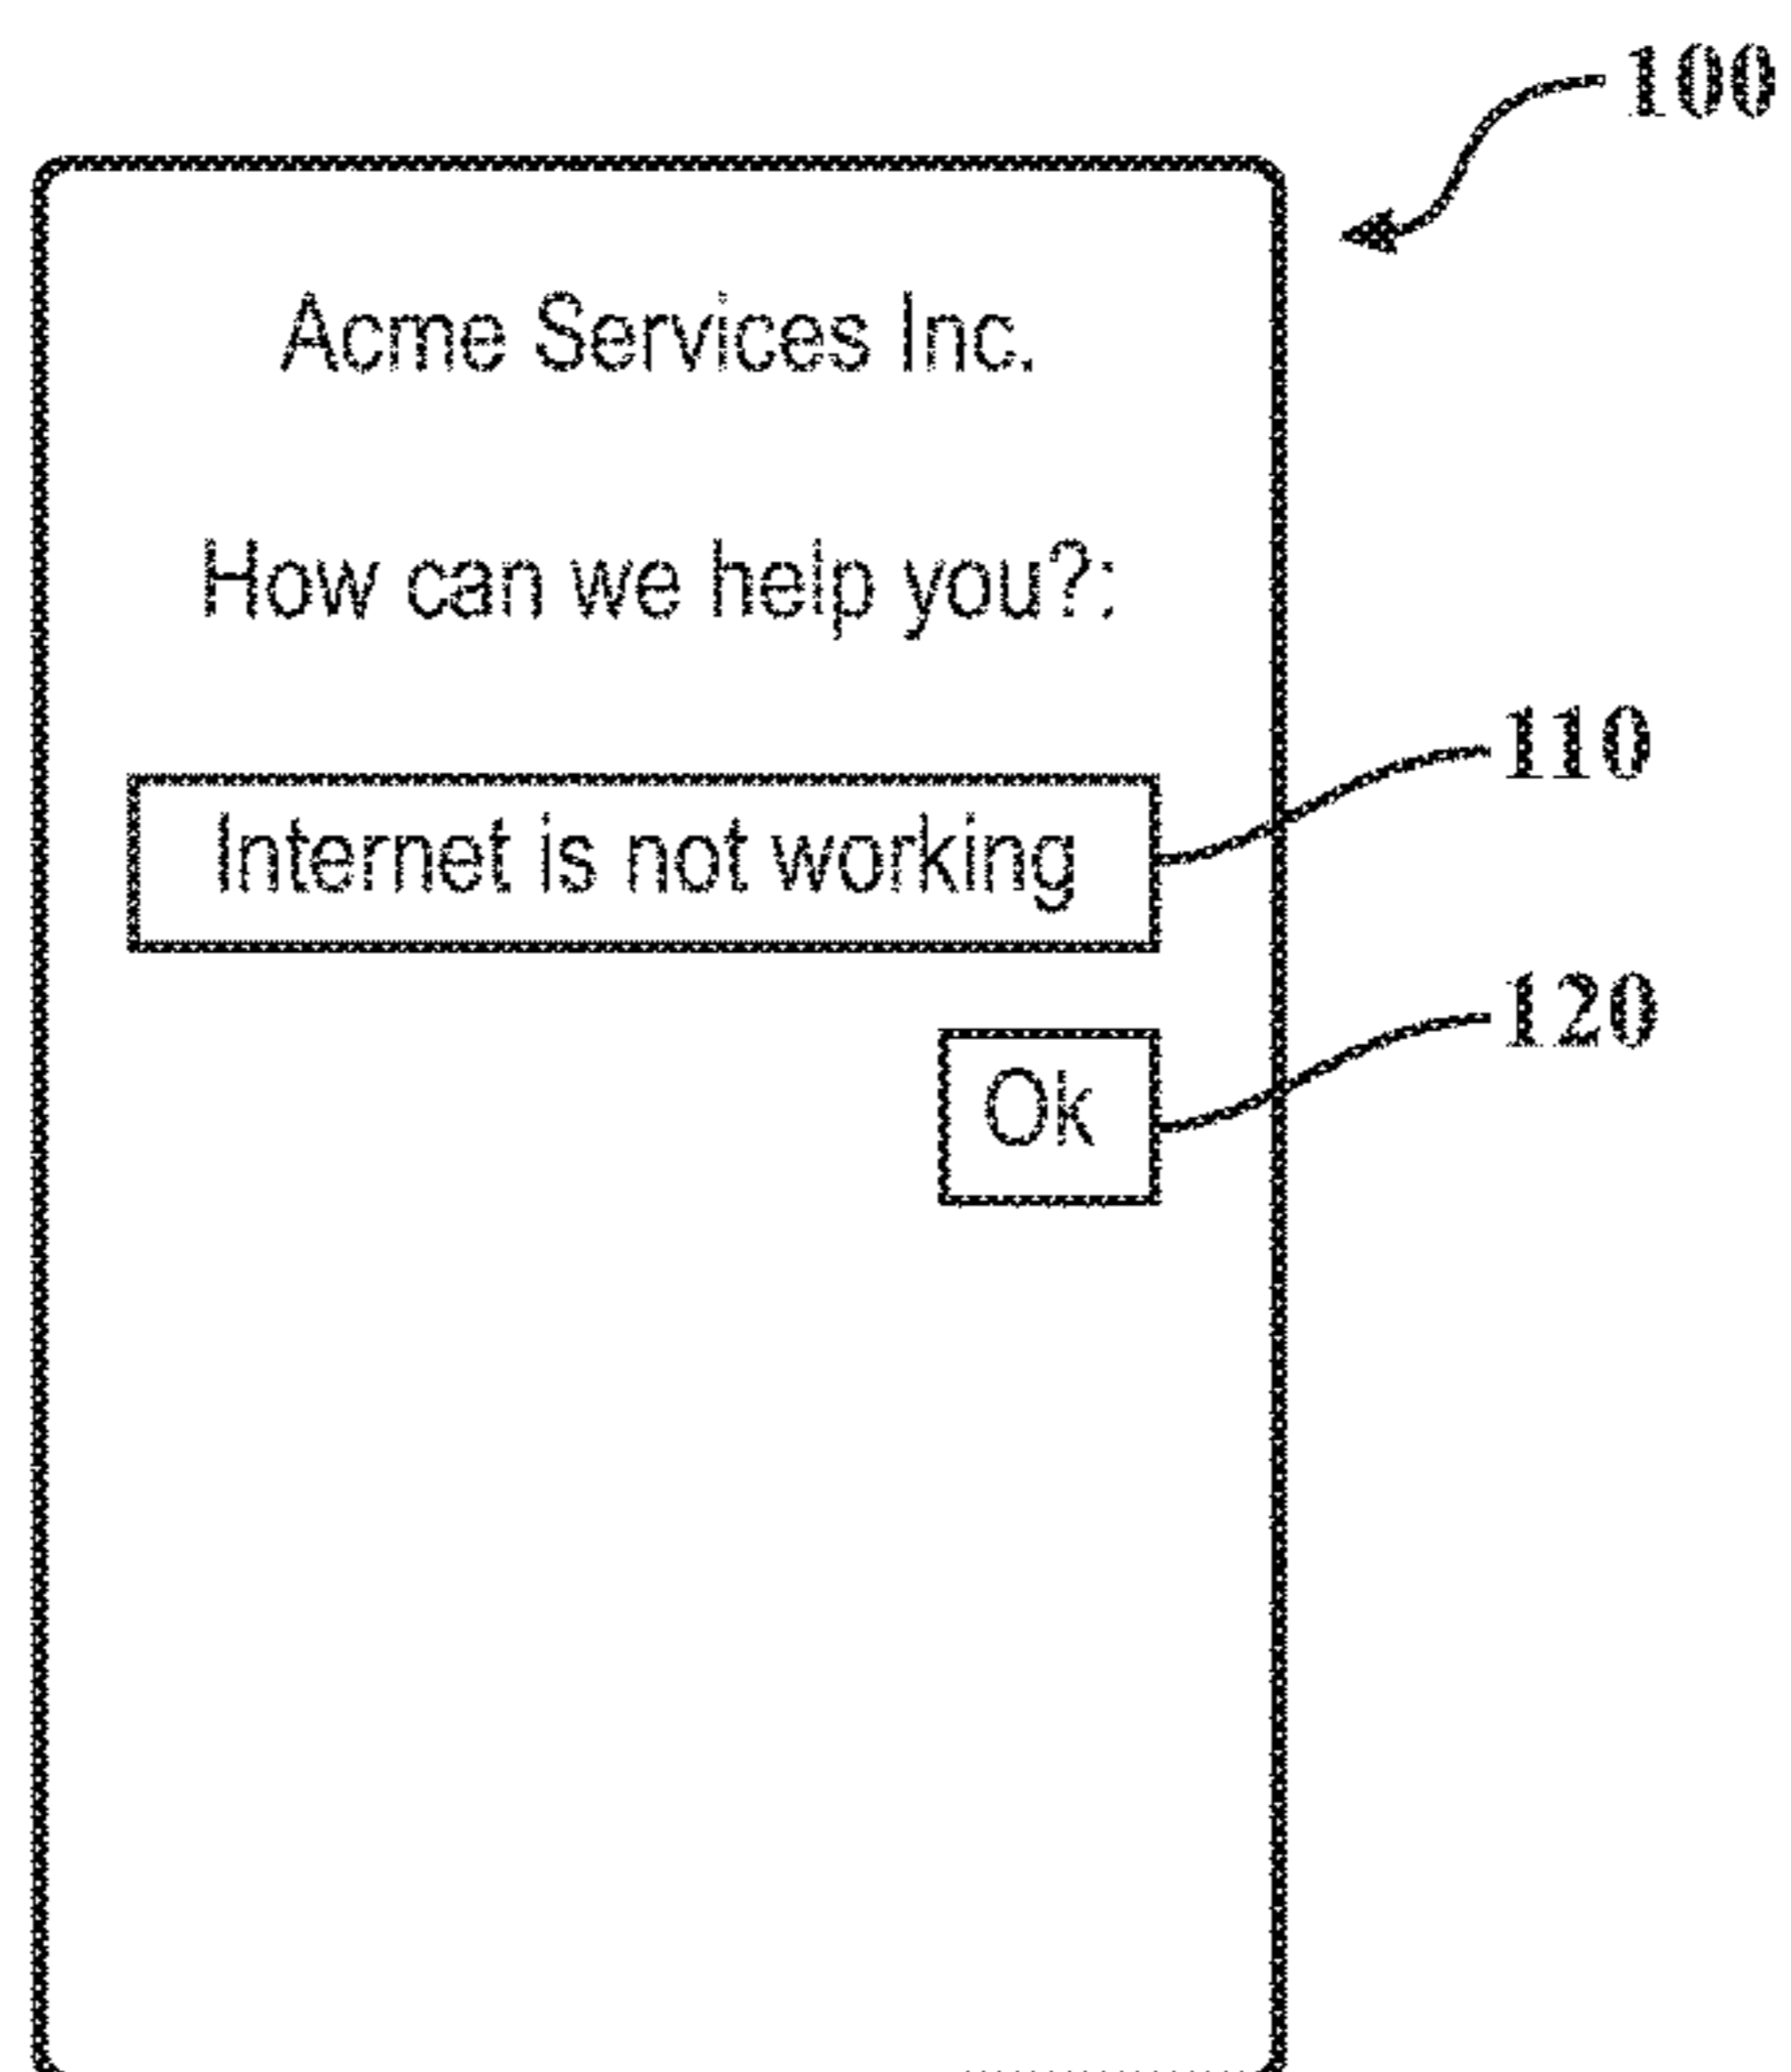 100
Acme Services Inc.
How can we help you?:
110
Internet is not working
120
Ok